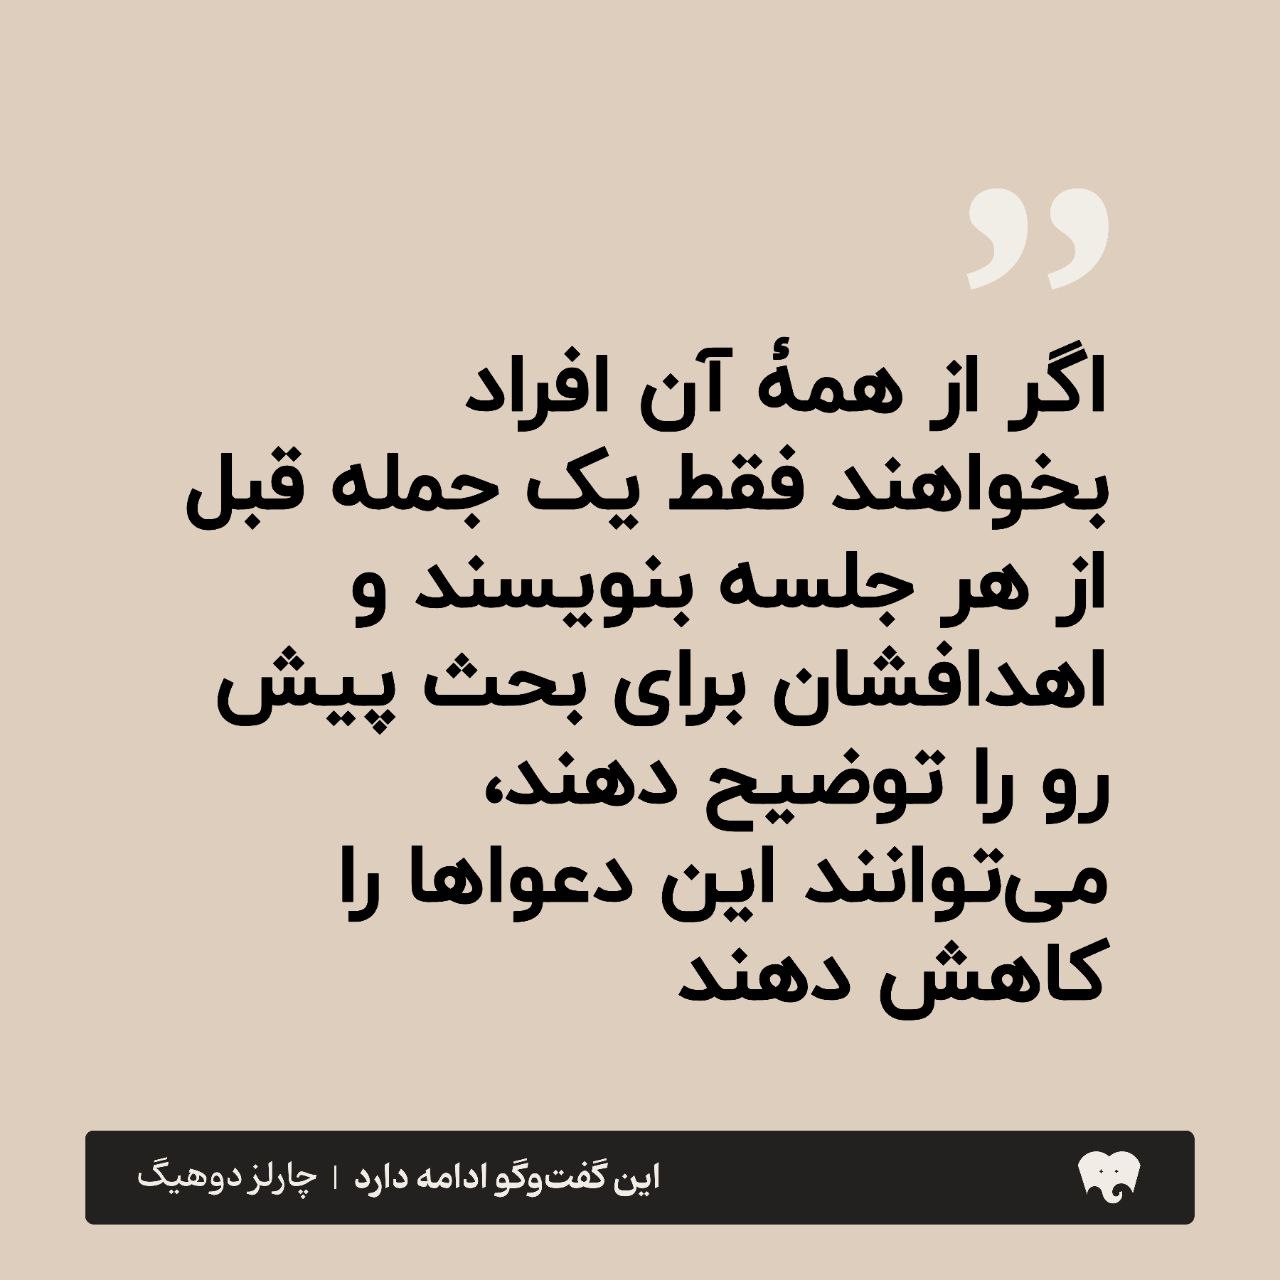 ”
اگر از همهٔ آن افراد
بخواهند فقط یک جمله قبل
از هر جلسه بنویسند و
اهدافشان برای بحث پیش
رو را توضیح دهند،
می‌توانند این دعواها را
کاهش دهند
این گفت‌وگو ادامه دارد | چارلز دوهیگ